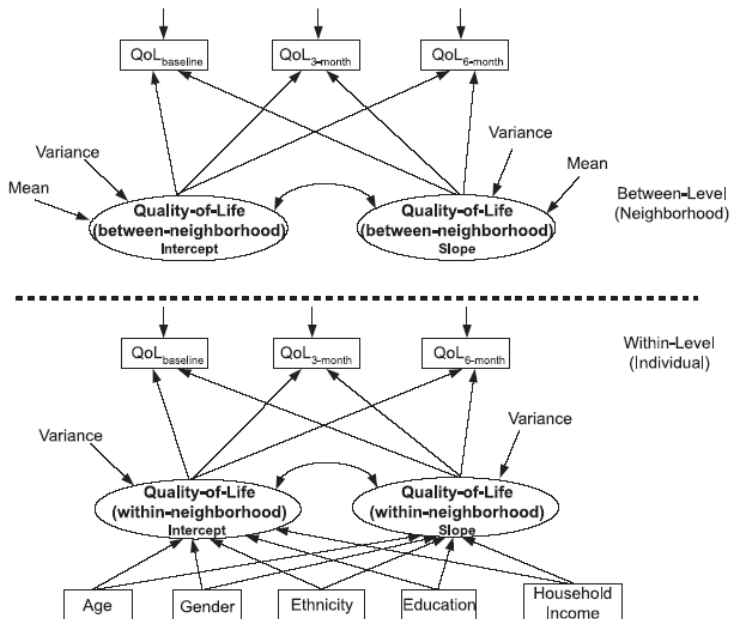 QoLbaseline
QoL3-month
QoL6-month
Variance
Mean
Variance
Mean
Quality-of-Life
(between-neighborhood)
Intercept
Quality-of-Life
(between-neighborhood)
Slope
Between-Level
(Neighborhood)
Within-Level
(Individual)
QoLbaseline
QoL3-month
QoL6-month
Variance
Variance
Quality-of-Life
(within-neighborhood)
Intercept
Quality-of-Life
(within-neighborhood)
Slope
Age
Gender
Ethnicity
Education
Household
Income